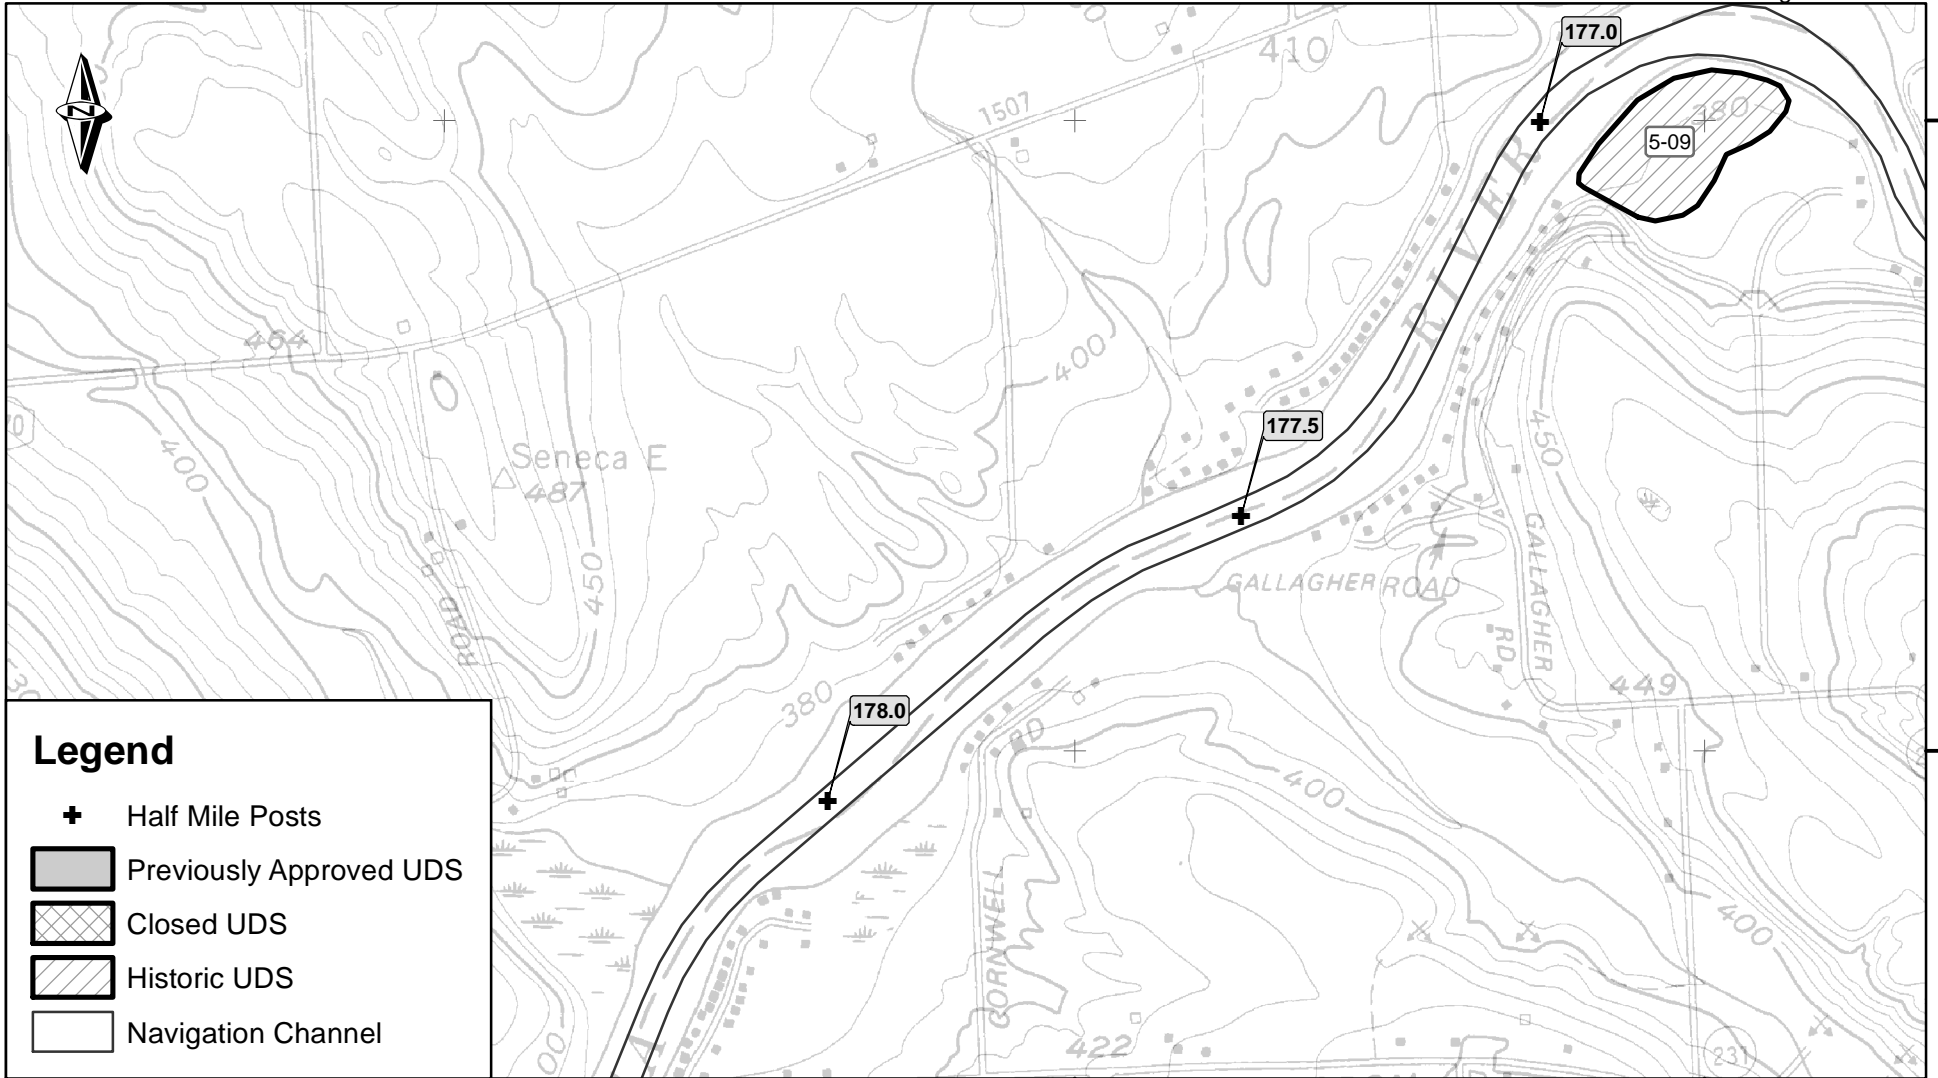 177.0
410
1507
380
5-09
N
RIVER
464
400
177.5
450
400
Seneca E
487
GALLAGHER ROAD
GALLAGHER
RD
450
ROAD
449
380
178.0
RD
400
Legend
Half Mile Posts
Previously Approved UDS
Closed UDS
Historic UDS
Navigation Channel
CORNWELL
400
422
231